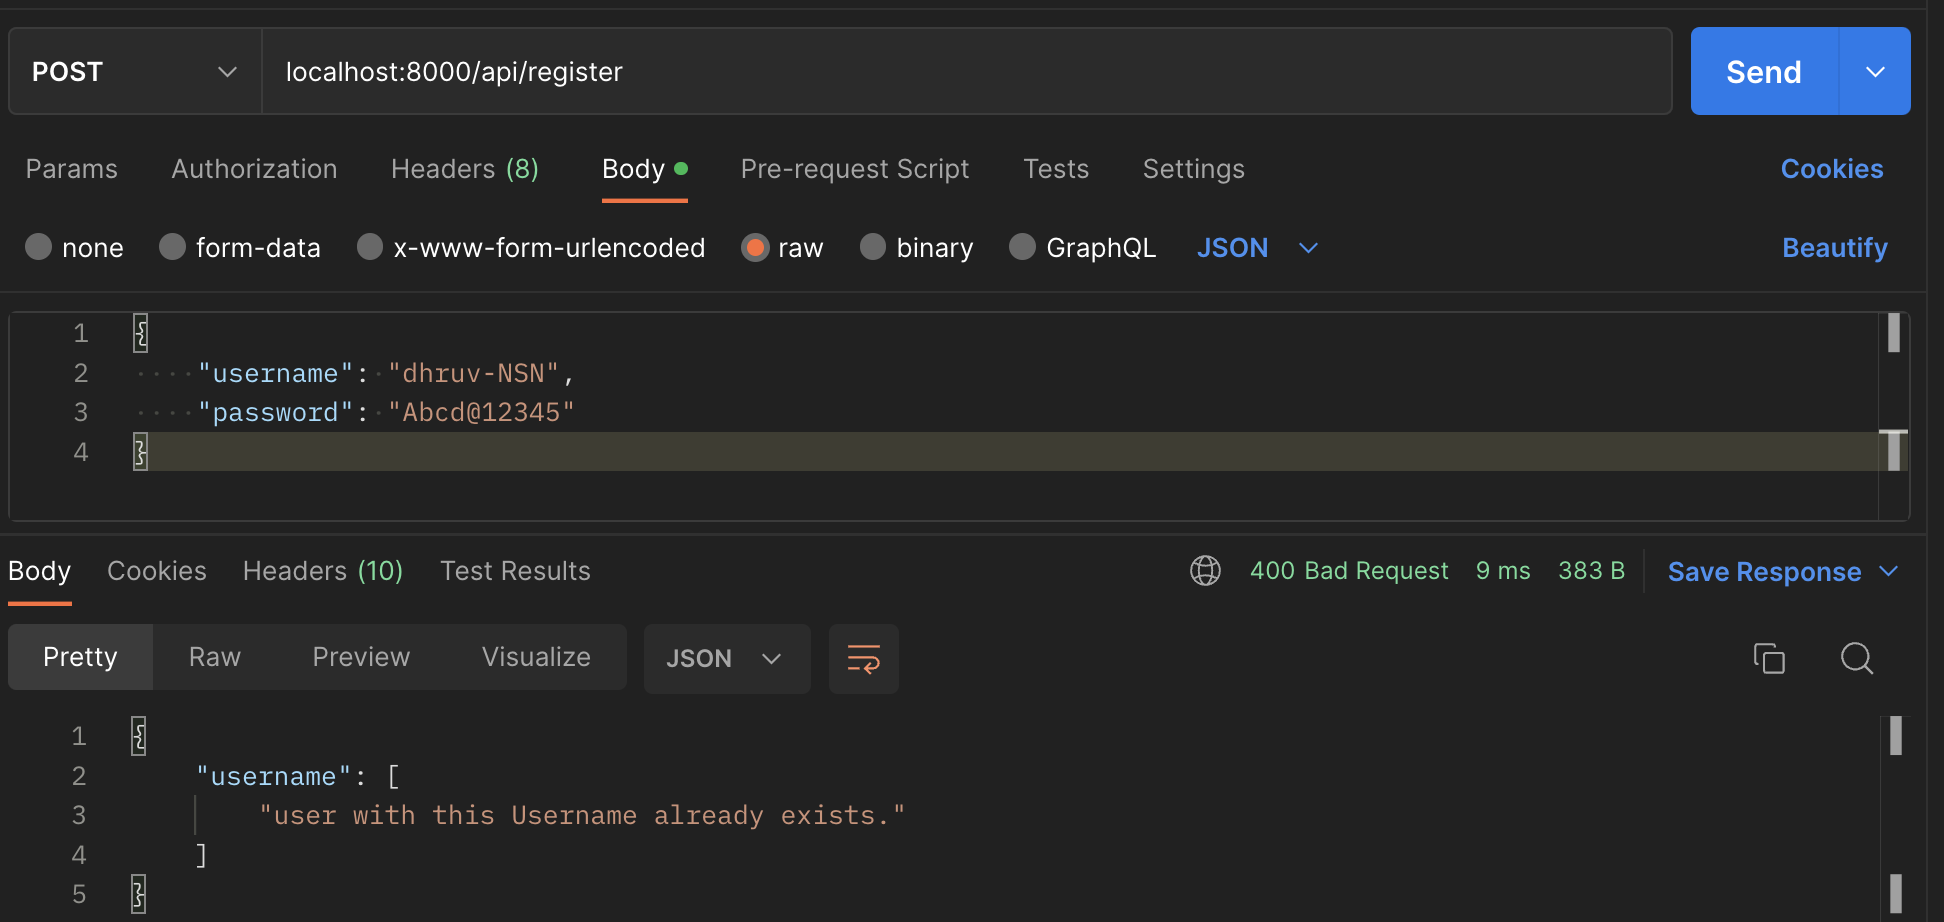 POST localhost:8000/api/register Send
Params Authorization Headers (8) Body Pre-request Script Tests Settings Cookies
none form-data x-www-form-urlencoded raw binary GraphQL JSON Beautify
1 {
2 "username": "dhruv-NSN",
3 "password": "Abcd@12345"
4 }
Body Cookies Headers (10) Test Results 400 Bad Request 9 ms 383 B Save Response
Pretty Raw Preview Visualize JSON
1 {
2 "username": [
3 "user with this Username already exists."
4 ]
5 }